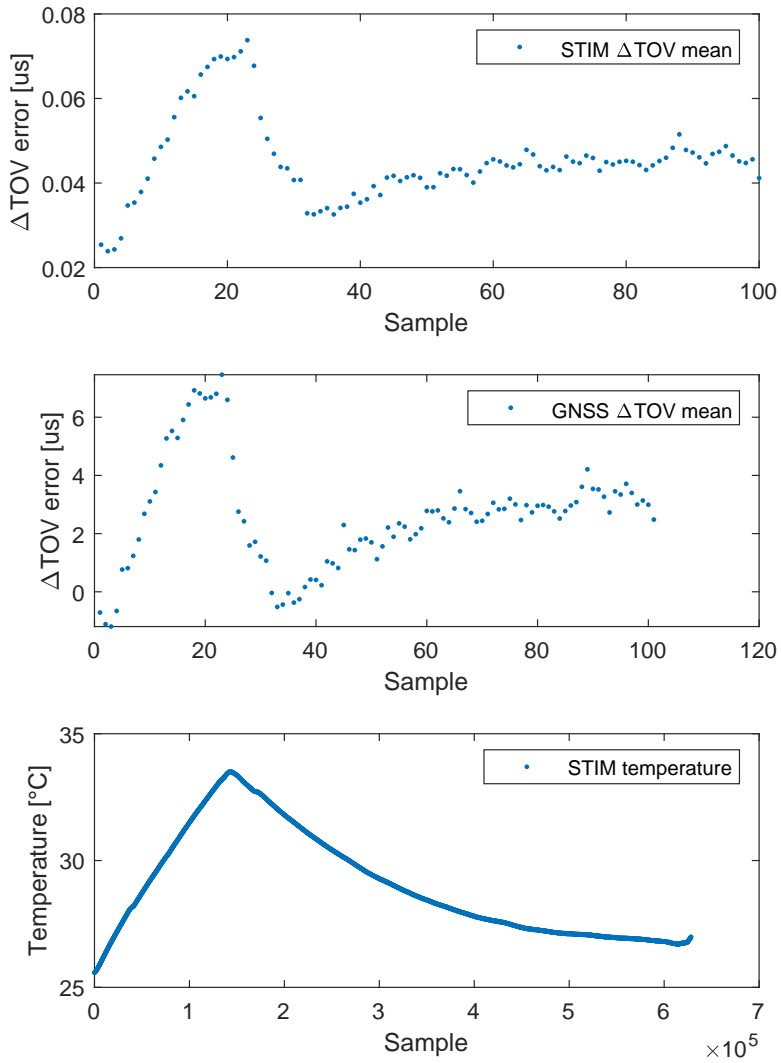 0.08
0.06
0.04
0.02
ΔTOV error [us]
STIM ΔTOV mean
0 20 40 60 80 100
Sample
6
4
2
0
ΔTOV error [us]
GNSS ΔTOV mean
0 20 40 60 80 100 120
Sample
35
30
25
Temperature [°C]
STIM temperature
0 1 2 3 4 5 6 7
Sample
×10^5